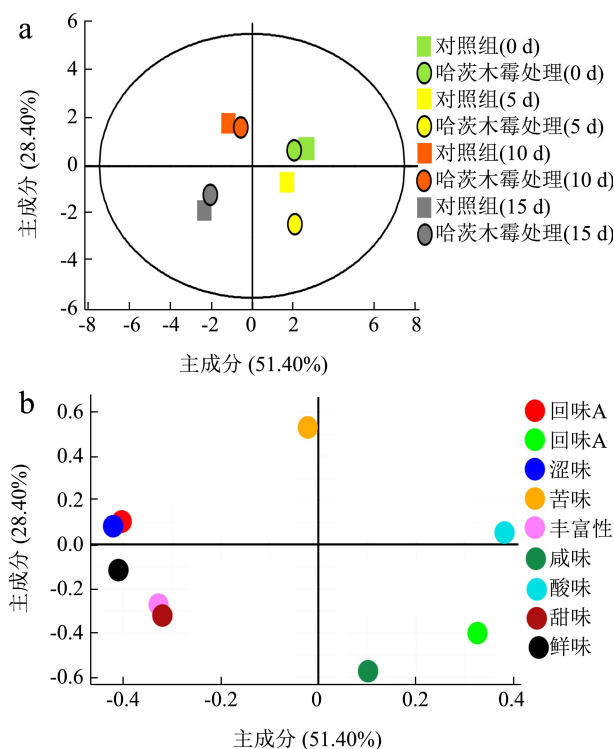 a
6
4
2
0
-2
-4
-6
主成分 (28.40%)
-8
-6
-4
-2
0
2
6
8
主成分 (51.40%)
对照组(0 d)
哈茨木霉处理(0 d)
对照组(5 d)
哈茨木霉处理(5 d)
对照组(10 d)
哈茨木霉处理(10 d)
对照组(15 d)
哈茨木霉处理(15 d)
b
0.6
0.4
0.2
0.0
-0.2
-0.4
-0.6
主成分 (28.40%)
-0.4
-0.2
0
0.2
0.4
主成分 (51.40%)
回味A
回味A
涩味
苦味
丰富性
咸味
酸味
甜味
鲜味